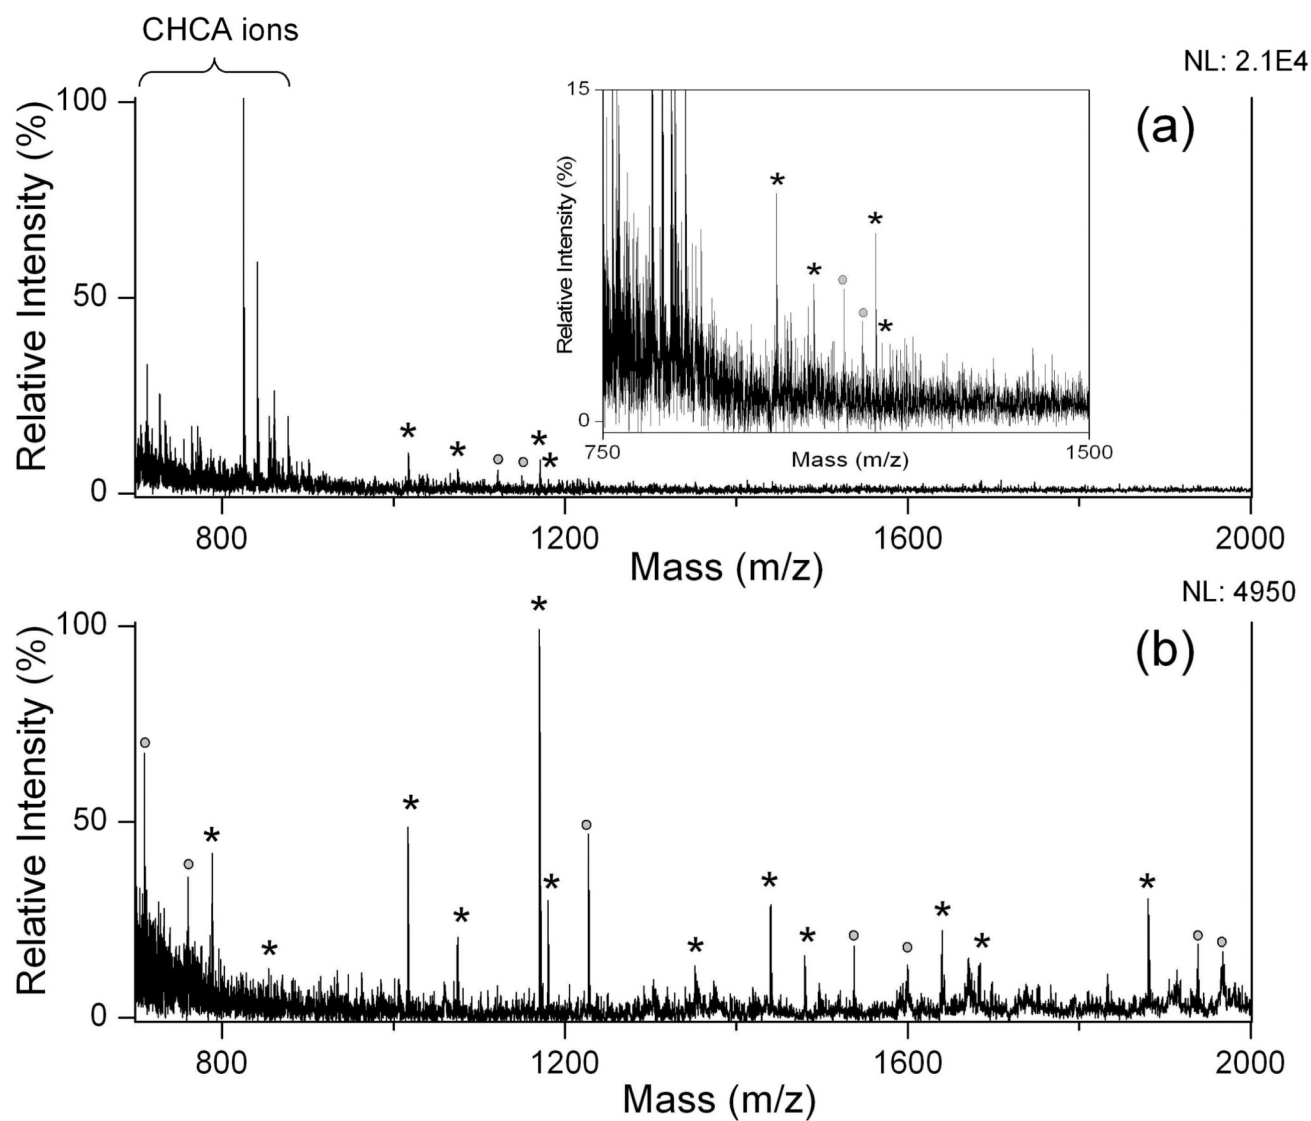 CHCA ions
NL: 2.1E4
(a)
Relative Intensity (%)
100
50
0
800
1200
1600
2000
Mass (m/z)
Relative Intensity (%)
15
0
750
1500
Mass (m/z)
* * * *
* * * *
NL: 4950
(b)
Relative Intensity (%)
100
50
0
* * * * * * * * * * * * *
800
1200
1600
2000
Mass (m/z)